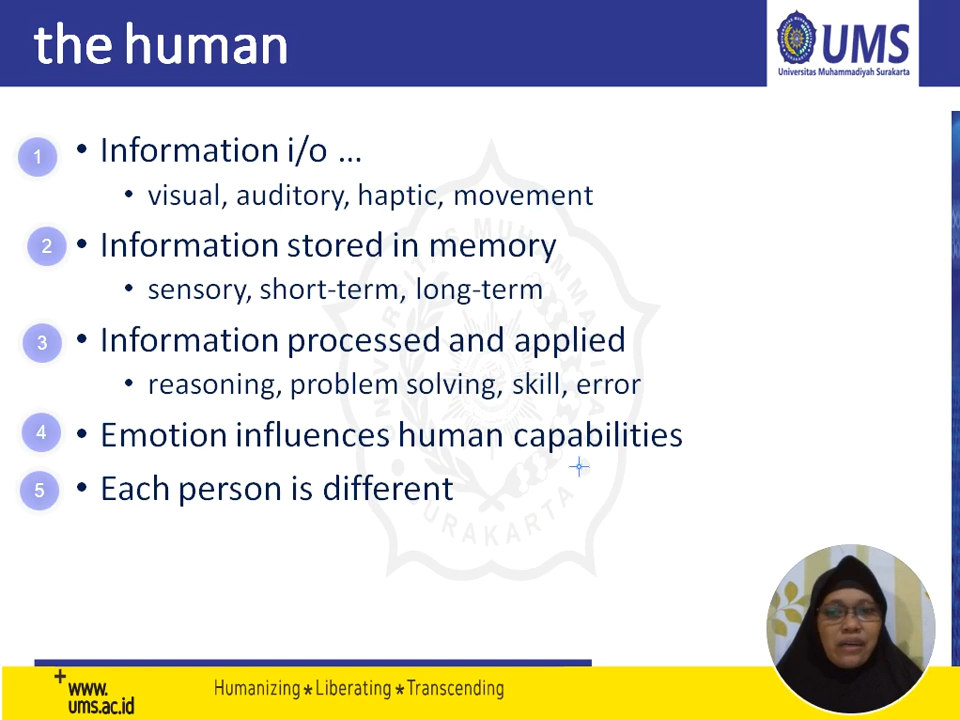 the human
UMS
Universitas Muhammadiyah Surakarta
1 • Information i/o ...
• visual, auditory, haptic, movement
2 • Information stored in memory
• sensory, short-term, long-term
3 • Information processed and applied
• reasoning, problem solving, skill, error
4 • Emotion influences human capabilities
5 • Each person is different
SURAKARTA
www.
ums.ac.id
Humanizing * Liberating * Transcending